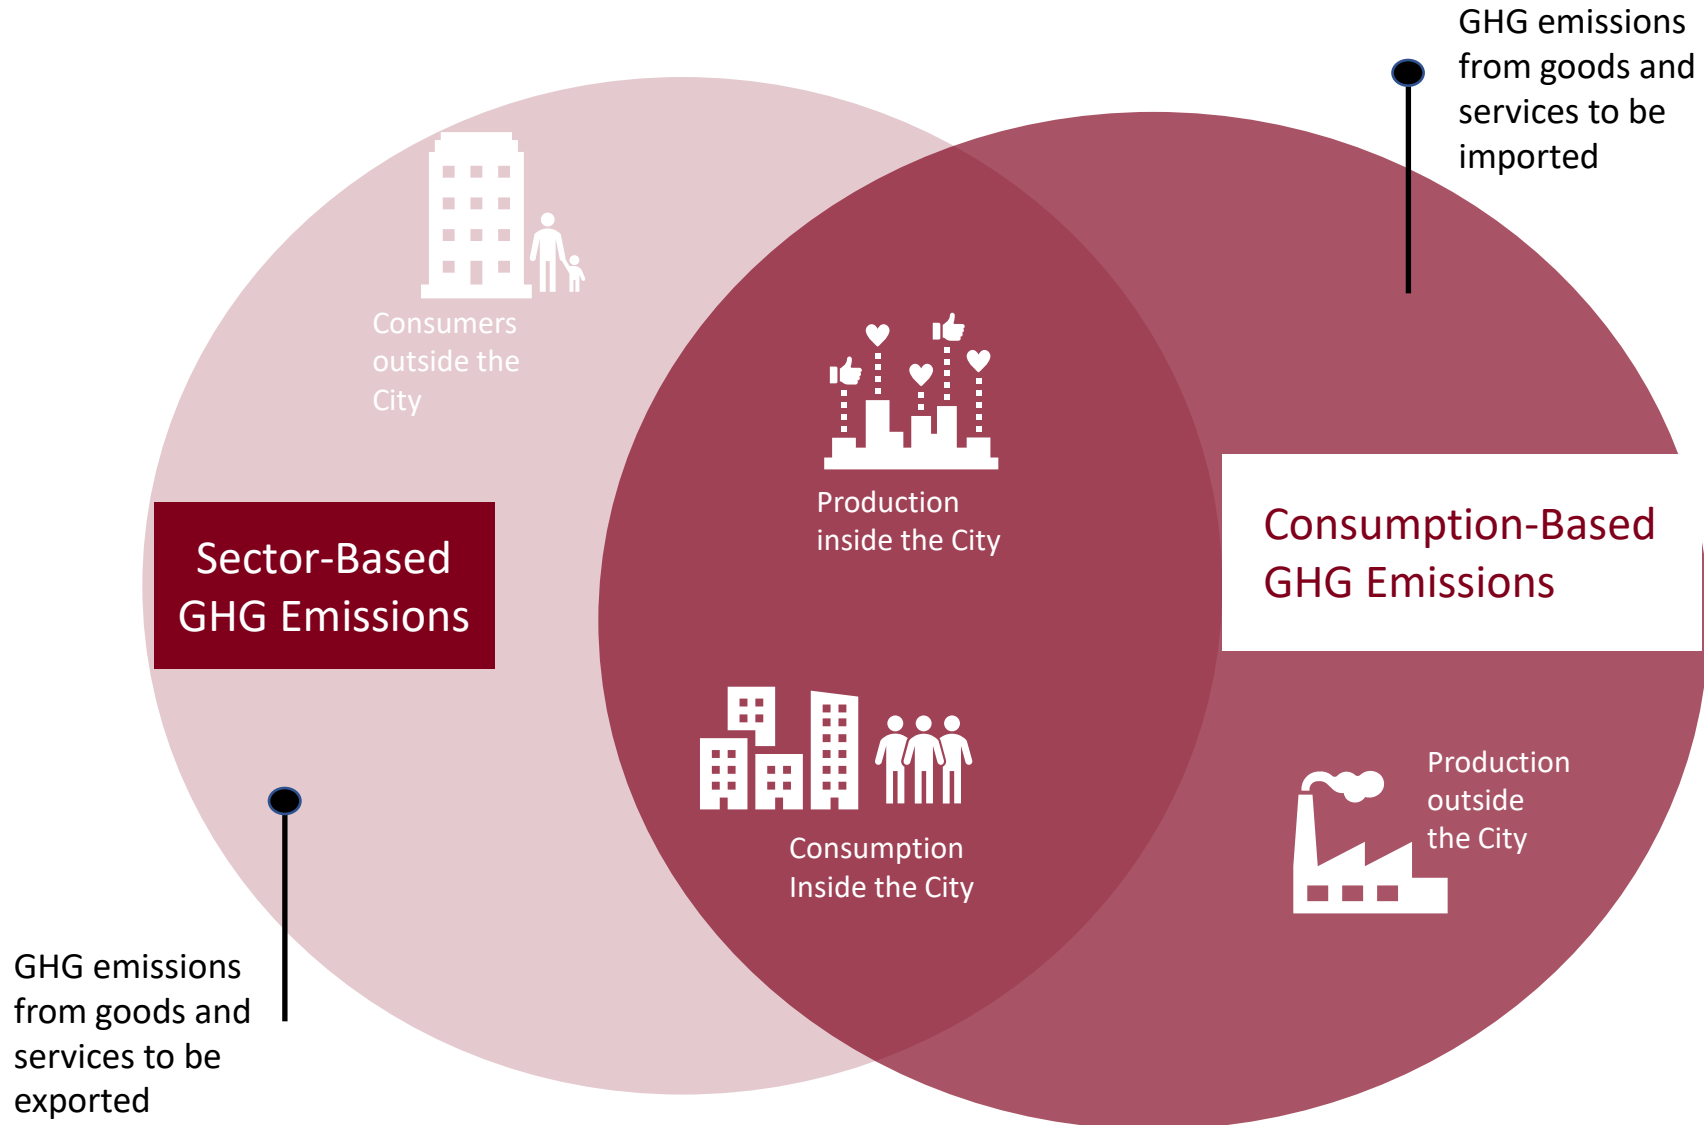 GHG emissions
from goods and
services to be
imported
Consumers
outside the
City
Production
inside the City
Sector-Based
GHG Emissions
Consumption-Based
GHG Emissions
Production
outside
the City
Consumption
Inside the City
GHG emissions
from goods and
services to be
exported